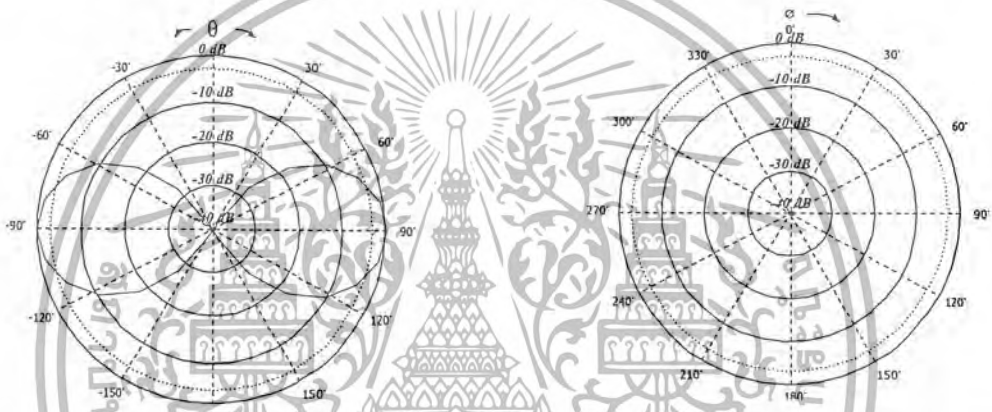 θ
0 dB
-30° 30°
-10 dB
-60° 60°
-20 dB
-30 dB
-40 dB
-90° 90°
-120° 120°
-150° 150°
∅
0°
0 dB
330° 30°
-10 dB
300° 60°
-20 dB
-30 dB
-40 dB
270° 90°
240° 120°
210° 150°
180°